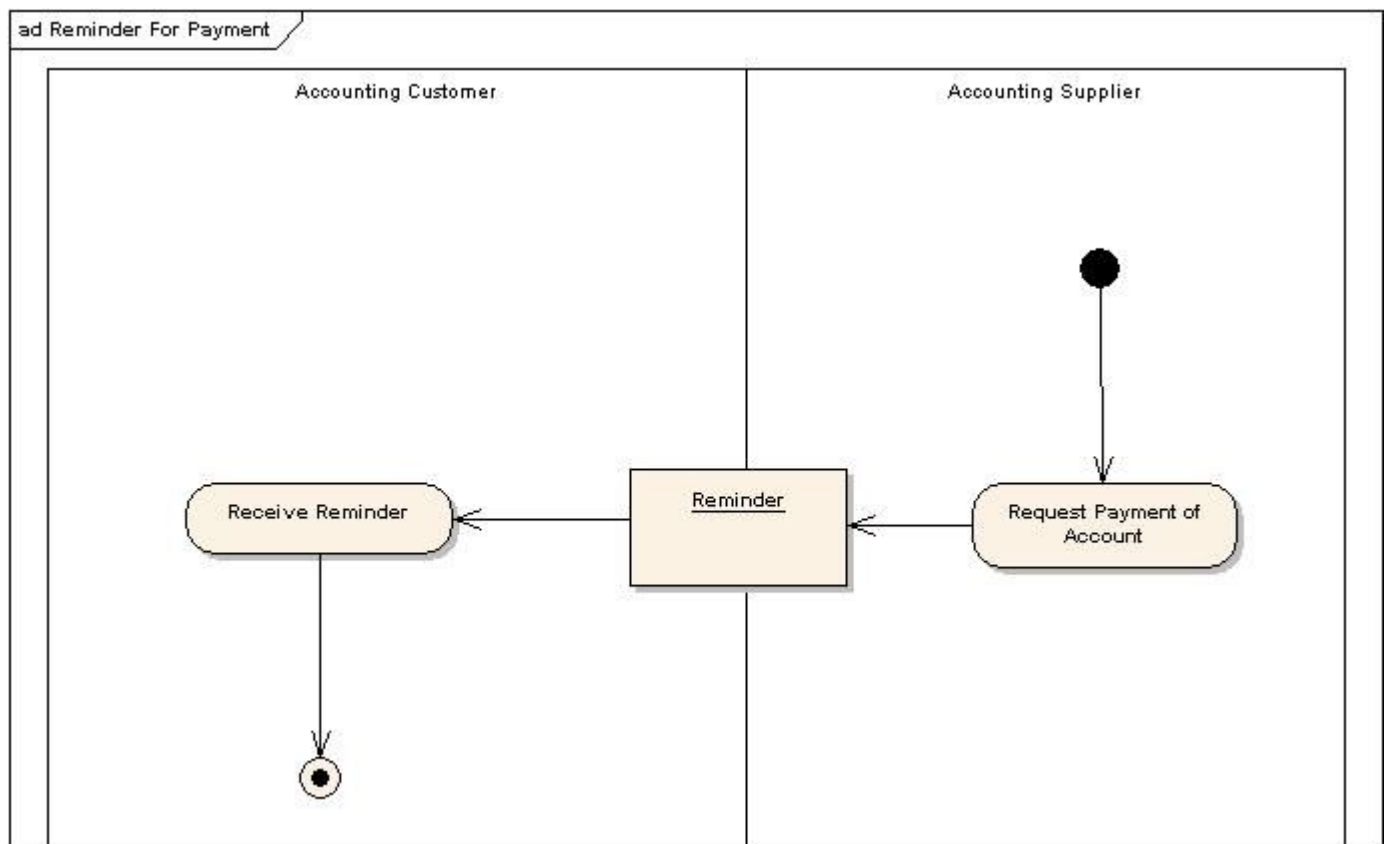 ad Reminder For Payment
Accounting Customer
Accounting Supplier
Receive Reminder
Reminder
Request Payment of
Account